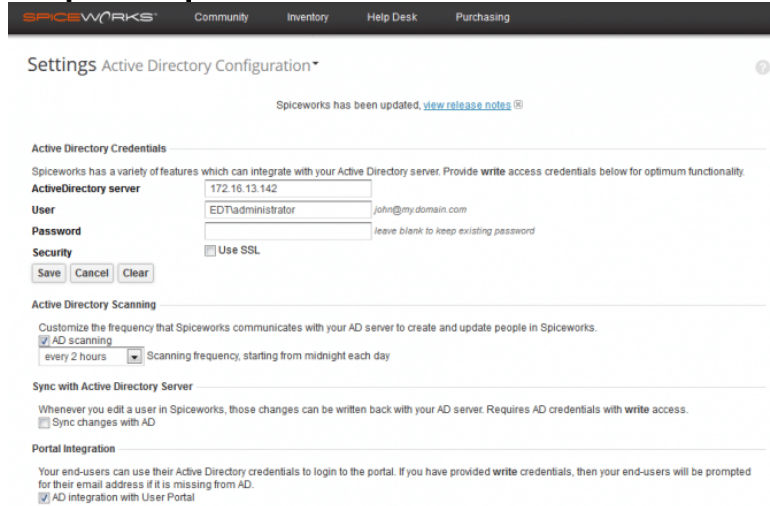 SPICEWORKS Community Inventory Help Desk Purchasing
Settings Active Directory Configuration
Spiceworks has been updated, view release notes
Active Directory Credentials
Spiceworks has a variety of features which can integrate with your Active Directory server. Provide write access credentials below for optimum functionality.
ActiveDirectory server 172.16.13.142
User EDT\administrator john@my.domain.com
Password leave blank to keep existing password
Security Use SSL
Save Cancel Clear
Active Directory Scanning
Customize the frequency that Spiceworks communicates with your AD server to create and update people in Spiceworks.
AD scanning
every 2 hours Scanning frequency, starting from midnight each day
Sync with Active Directory Server
Whenever you edit a user in Spiceworks, those changes can be written back with your AD server. Requires AD credentials with write access.
Sync changes with AD
Portal Integration
Your end-users can use their Active Directory credentials to login to the portal. If you have provided write credentials, then your end-users will be prompted
for their email address if it is missing from AD.
AD integration with User Portal